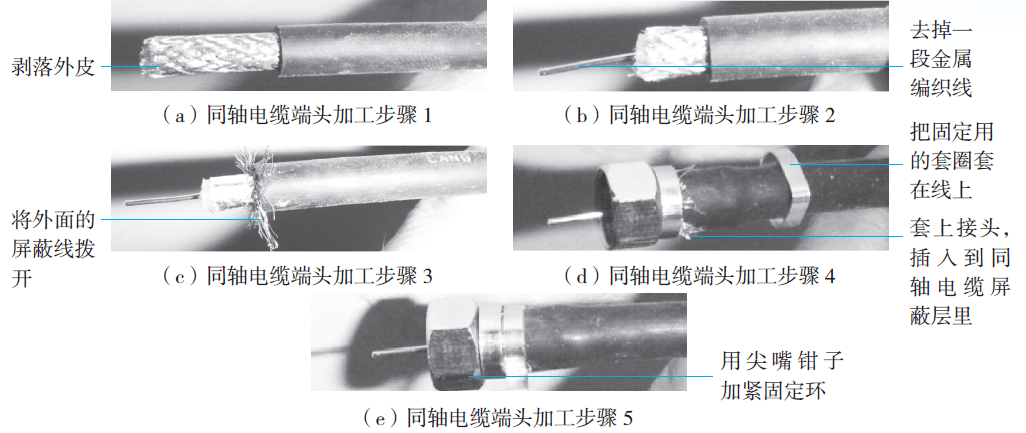 剥落外皮
去掉一
段金属
编织线
(a)同轴电缆端头加工步骤1
(b)同轴电缆端头加工步骤2
将外面的
屏蔽线拨
开
LANG
把固定用
的套圈套
在线上
套上接头，
插入到同
轴电缆屏
蔽层里
(c)同轴电缆端头加工步骤3
(d)同轴电缆端头加工步骤4
用尖嘴钳子
加紧固定环
(e)同轴电缆端头加工步骤5